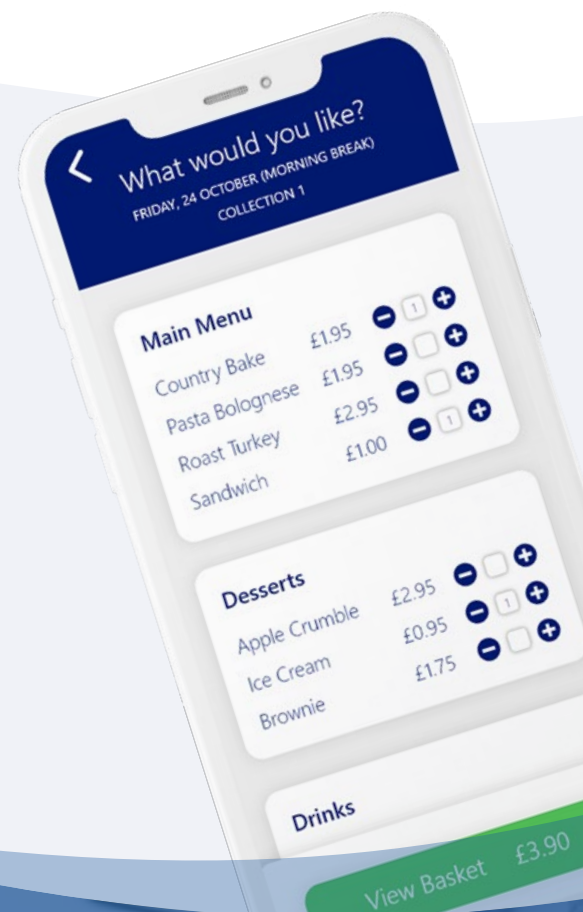 What would you like?
FRIDAY, 24 OCTOBER (MORNING BREAK)
COLLECTION 1
Main Menu
Country Bake £1.95 1
Pasta Bolognese £1.95
Roast Turkey £2.95
Sandwich £1.00 1
Desserts
Apple Crumble £2.95
Ice Cream £0.95 1
Brownie £1.75
Drinks
View Basket £3.90